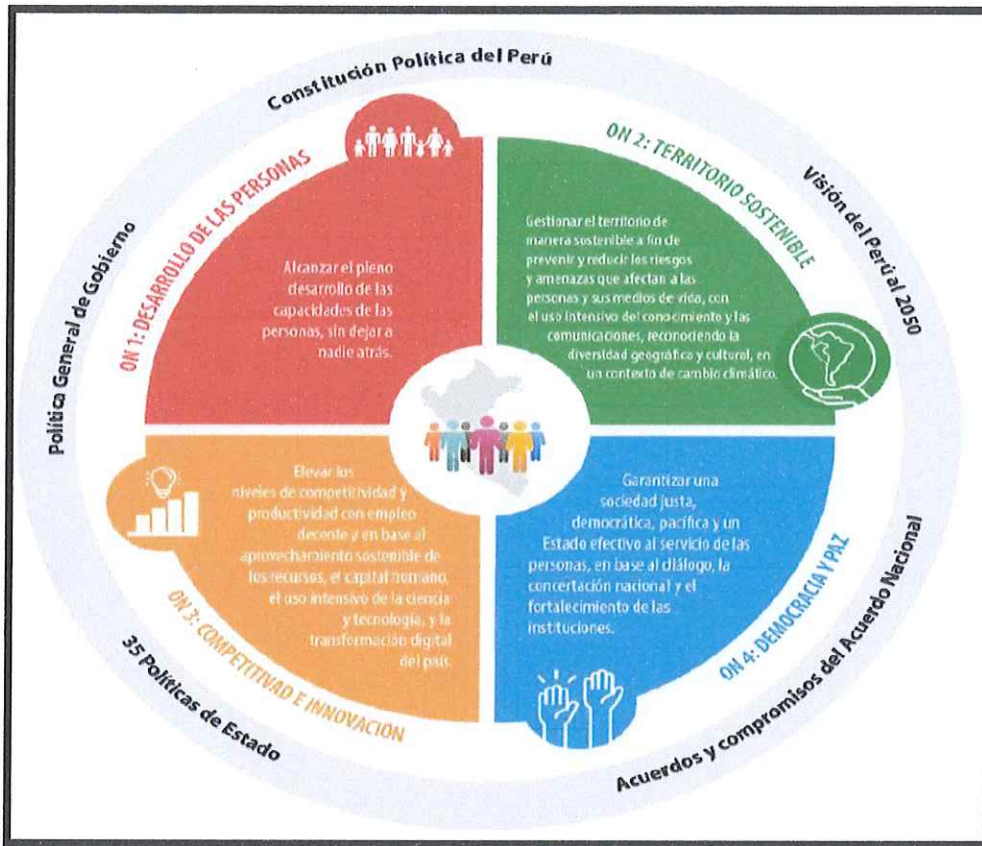 Constitución Política del Perú
Visión del Perú al 2050
Acuerdos y compromisos del Acuerdo Nacional
35 Políticas de Estado
Política General de Gobierno
ON 1: DESARROLLO DE LAS PERSONAS
Alcanzar el pleno
desarrollo de las
capacidades de las
personas, sin dejar a
nadie atrás.
ON 2: TERRITORIO SOSTENIBLE
Gestionar el territorio de
manera sostenible a fin de
prevenir y reducir los riesgos
y amenazas que afectan a las
personas y sus medios de vida, con
el uso intensivo del conocimiento y las
comunicaciones, reconociendo la
diversidad geográfica y cultural, en
un contexto de cambio climático.
ON 3: COMPETITIVAD E INNOVACIÓN
Elevar los
niveles de competitividad y
productividad con empleo
decente y en base al
aprovechamiento sostenible de
los recursos, el capital humano,
el uso intensivo de la ciencia
y tecnología, y la
transformación digital
del país.
ON 4: DEMOCRACIA Y PAZ
Garantizar una
sociedad justa,
democrática, pacífica y un
Estado efectivo al servicio de las
personas, en base al diálogo, la
concertación nacional y el
fortalecimiento de las
instituciones.